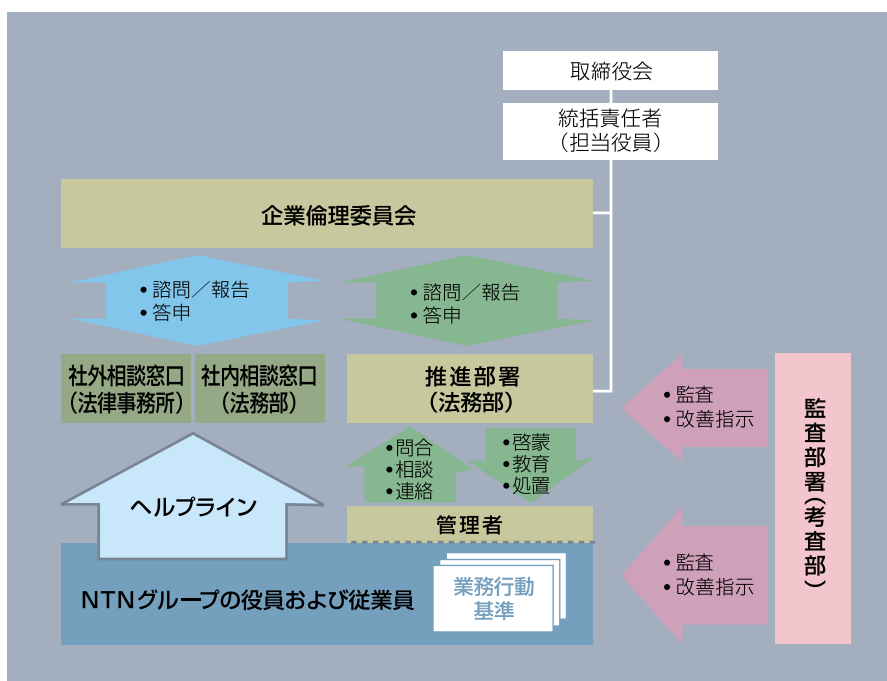 取締役会
統括責任者
（担当役員）
企業倫理委員会
• 諮問／報告
• 答申
• 諮問／報告
• 答申
社外相談窓口
（法律事務所）
社内相談窓口
（法務部）
推進部署
（法務部）
• 監査
• 改善指示
監査部署（考査部）
• 問合
• 相談
• 連絡
• 啓蒙
• 教育
• 処置
ヘルプライン
管理者
• 監査
• 改善指示
NTNグループの役員および従業員
業務行動
基準